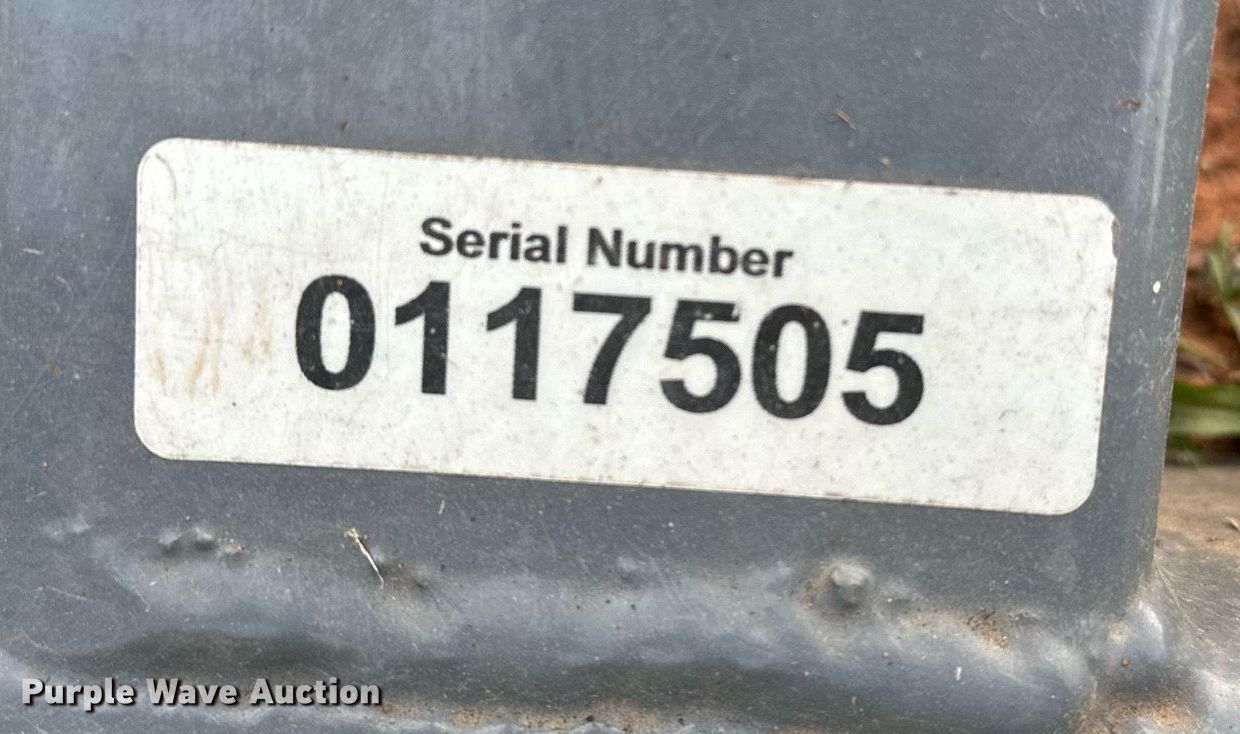 Serial Number
0117505
Purple Wave Auction